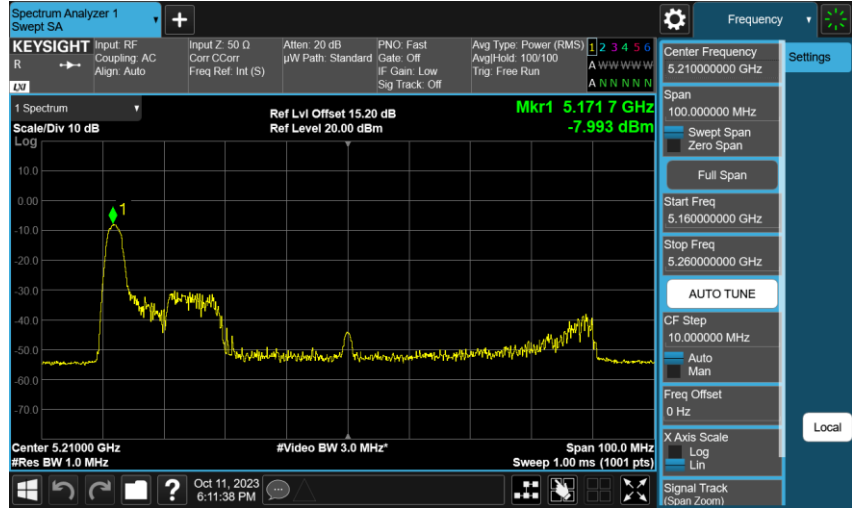 Spectrum Analyzer 1
Swept SA
+
Frequency
KEYSIGHT
R
LXI
Input: RF
Coupling: AC
Align: Auto
Input Z: 50 Ω
Corr CCorr
Freq Ref: Int (S)
Atten: 20 dB
µW Path: Standard
PNO: Fast
Gate: Off
IF Gain: Low
Sig Track: Off
Avg Type: Power (RMS)
Avg|Hold: 100/100
Trig: Free Run
1 2 3 4 5 6
A W W W W W
A N N N N N
1 Spectrum
Scale/Div 10 dB
Log
Ref Lvl Offset 15.20 dB
Ref Level 20.00 dBm
Mkr1 5.171 7 GHz
-7.993 dBm
10.0
0.00
-10.0
-20.0
-30.0
-40.0
-50.0
-60.0
-70.0
1
Center 5.21000 GHz
#Res BW 1.0 MHz
#Video BW 3.0 MHz*
Span 100.0 MHz
Sweep 1.00 ms (1001 pts)
?
Oct 11, 2023
6:11:38 PM
Center Frequency
5.210000000 GHz
Span
100.000000 MHz
Swept Span
Zero Span
Full Span
Start Freq
5.160000000 GHz
Stop Freq
5.260000000 GHz
AUTO TUNE
CF Step
10.000000 MHz
Auto
Man
Freq Offset
0 Hz
X Axis Scale
Log
Lin
Signal Track
(Span Zoom)
Settings
Local